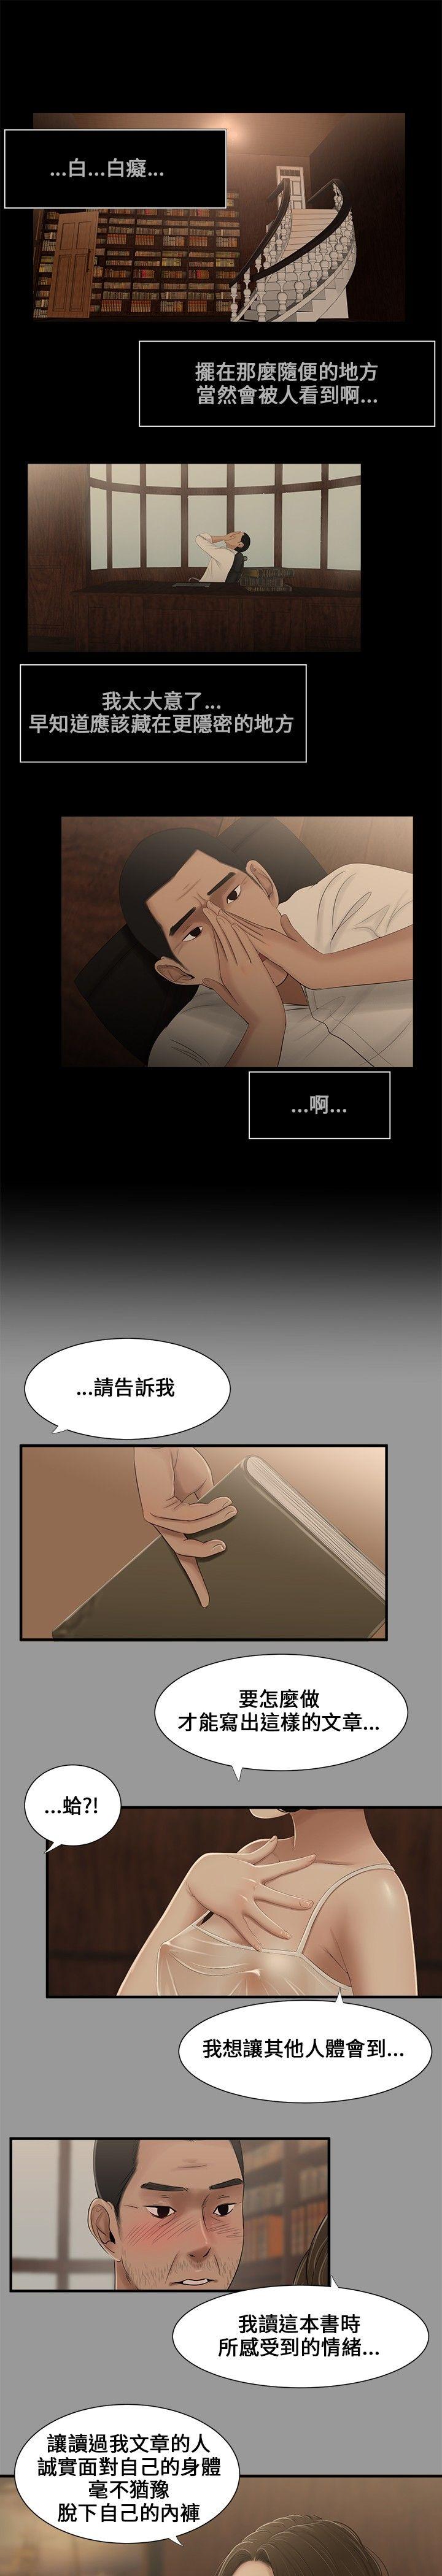 ...白...白癡...
擺在那麼隨便的地方
當然會被人看到啊...
我太大意了...
早知道應該藏在更隱密的地方
...啊...
...請告訴我
要怎麼做
才能寫出這樣的文章...
...蛤?!
我想讓其他人體會到...
我讀這本書時
所感受到的情緒...
讓讀過我文章的人
誠實面對自己的身體
毫不猶豫
脫下自己的內褲